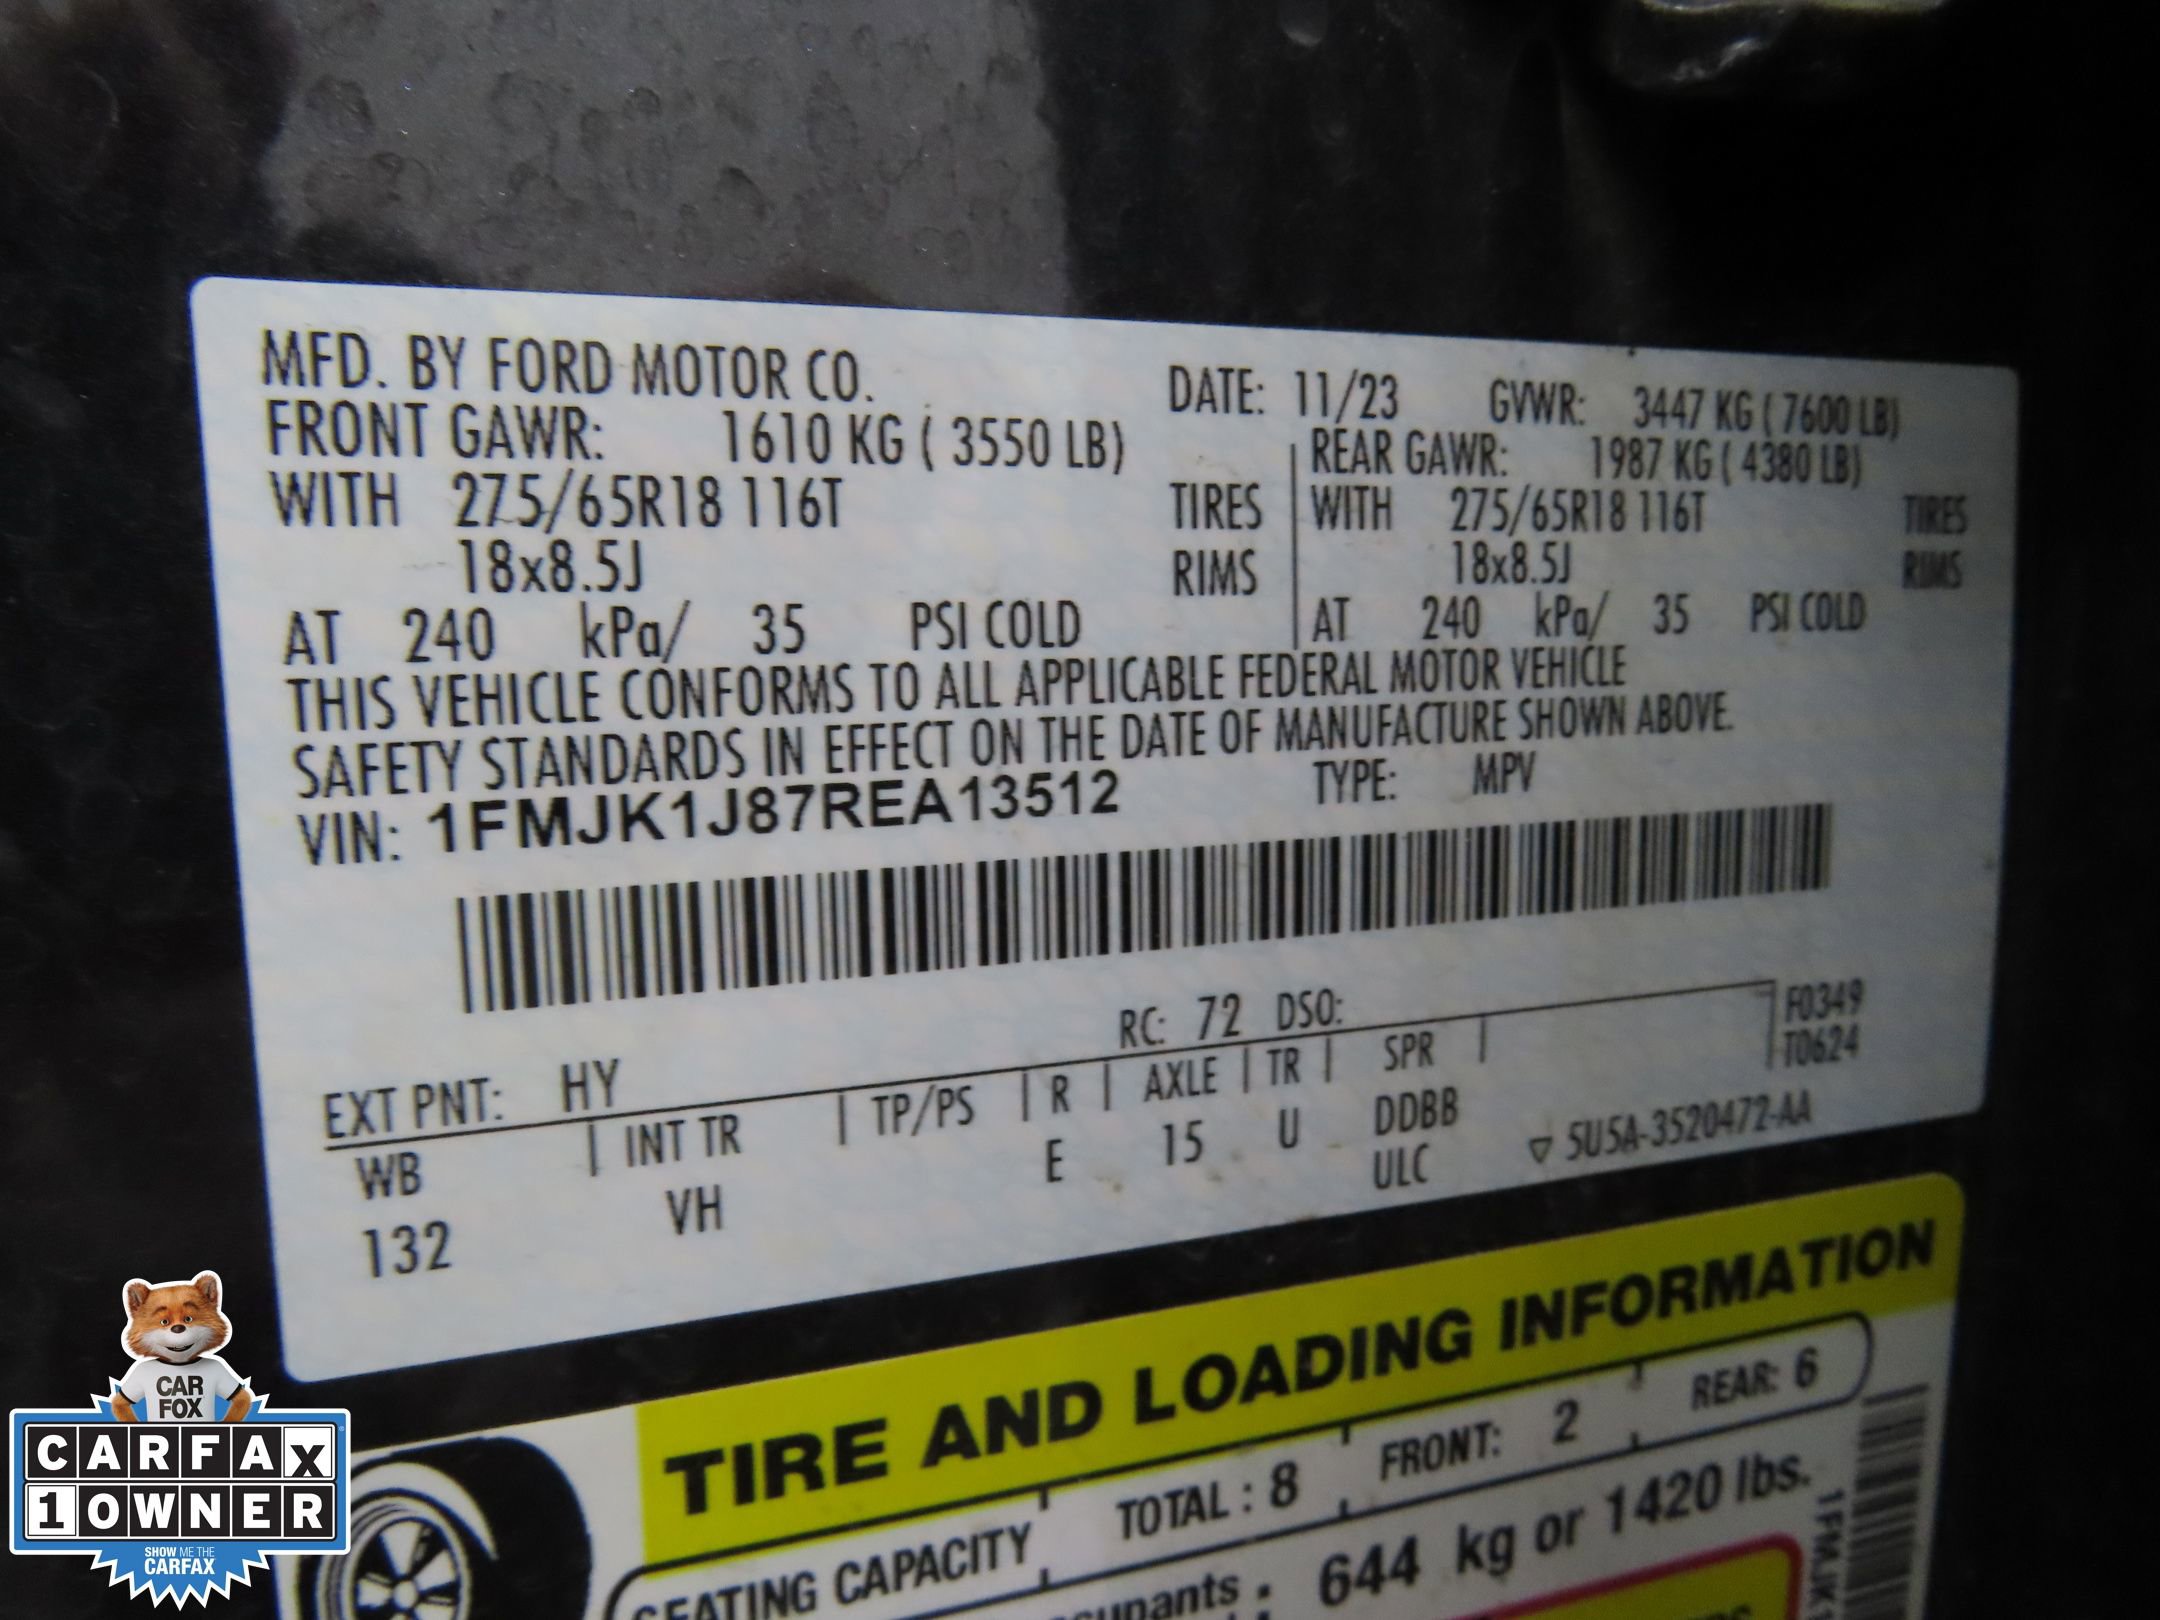 MFD. BY FORD MOTOR CO. DATE: 11/23 GVWR: 3447 KG ( 7600 LB)
FRONT GAWR: 1610 KG ( 3550 LB) REAR GAWR: 1987 KG ( 4380 LB)
WITH 275/65R18 116T TIRES WITH 275/65R18 116T TIRES
18x8.5J RIMS 18x8.5J RIMS
AT 240 kPa/ 35 PSI COLD AT 240 kPa/ 35 PSI COLD
THIS VEHICLE CONFORMS TO ALL APPLICABLE FEDERAL MOTOR VEHICLE
SAFETY STANDARDS IN EFFECT ON THE DATE OF MANUFACTURE SHOWN ABOVE.
VIN: 1FMJK1J87REA13512 TYPE: MPV
EXT PNT: HY RC: 72 DSO: F0349
WB INT TR TP/PS R AXLE TR SPR T0624
132 VH E 15 U DDBB
ULC 5U5A-3520472-AA
TIRE AND LOADING INFORMATION
SEATING CAPACITY TOTAL : 8 FRONT: 2 REAR: 6
644 kg or 1420 lbs.
1FMJK1
CAR
FOX
CARFAX
1 OWNER
SHOW ME THE
CARFAX